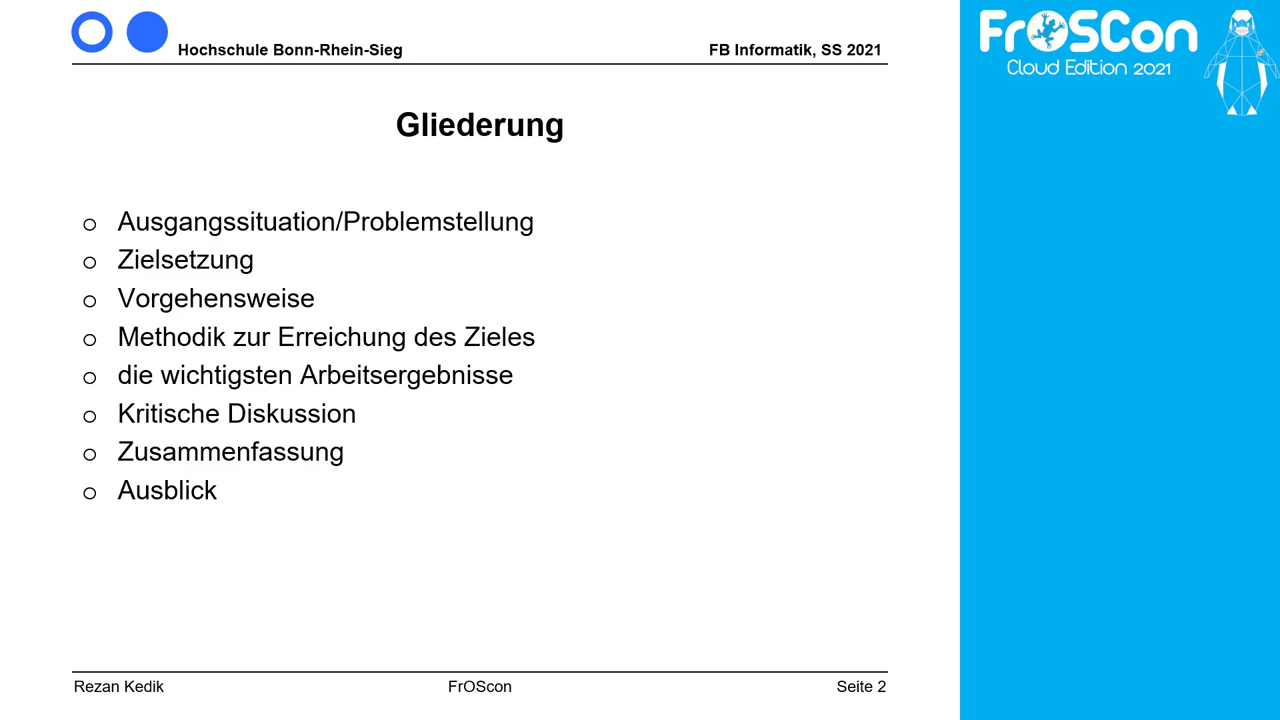 Hochschule Bonn-Rhein-Sieg
FB Informatik, SS 2021
Gliederung
Ausgangssituation/Problemstellung
Zielsetzung
Vorgehensweise
Methodik zur Erreichung des Zieles
die wichtigsten Arbeitsergebnisse
Kritische Diskussion
Zusammenfassung
Ausblick
Rezan Kedik
FrOScon
Seite 2
FrOSCon
Cloud Edition 2021